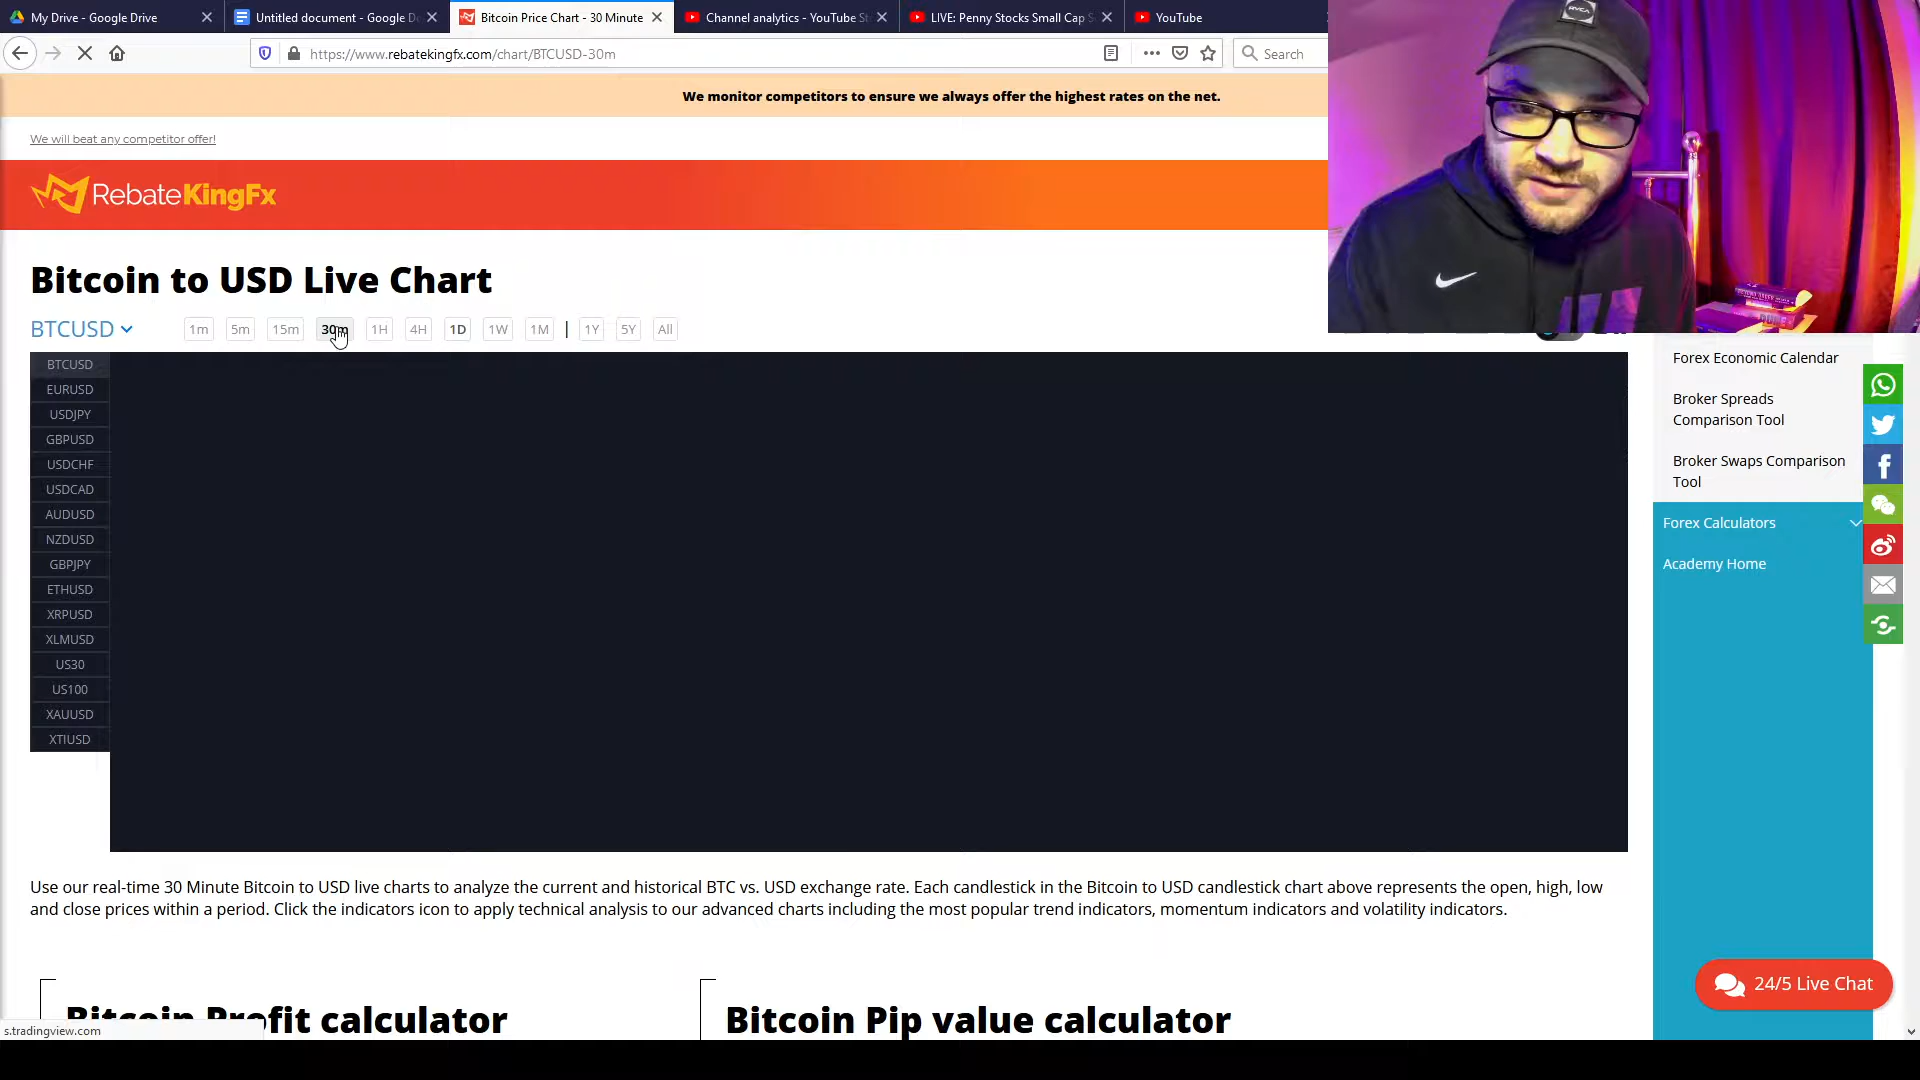 My Drive - Google Drive
Untitled document - Google Do
Bitcoin Price Chart - 30 Minute
Channel analytics - YouTube St
LIVE: Penny Stocks Small Cap S
YouTube
https://www.rebatekingfx.com/chart/BTCUSD-30m
Search
We monitor competitors to ensure we always offer the highest rates on the net.
We will beat any competitor offer!
RebateKingFx
RVCA
Bitcoin to USD Live Chart
BTCUSD
1m 5m 15m 30m 1H 4H 1D 1W 1M | 1Y 5Y All
BTCUSD
EURUSD
USDJPY
GBPUSD
USDCHF
USDCAD
AUDUSD
NZDUSD
GBPJPY
ETHUSD
XRPUSD
XLMUSD
US30
US100
XAUUSD
XTIUSD
Forex Economic Calendar
Broker Spreads
Comparison Tool
Broker Swaps Comparison
Tool
Forex Calculators
Academy Home
Use our real-time 30 Minute Bitcoin to USD live charts to analyze the current and historical BTC vs. USD exchange rate. Each candlestick in the Bitcoin to USD candlestick chart above represents the open, high, low
and close prices within a period. Click the indicators icon to apply technical analysis to our advanced charts including the most popular trend indicators, momentum indicators and volatility indicators.
24/5 Live Chat
Bitcoin Profit calculator
Bitcoin Pip value calculator
s.tradingview.com